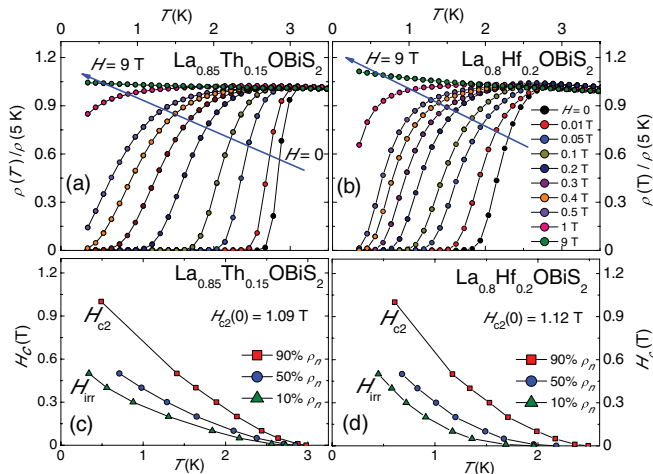 T(K) T(K)
0 1 2 3 0 1 2 3
H = 9 T La0.85Th0.15OBiS2
H = 9 T La0.8Hf0.2OBiS2
1.2
0.9
0.6
0.3
0.0
ρ(T)/ρ(5 K)
H=0
(a)
H=0
0.01 T
0.05T
0.1 T
0.2 T
0.3 T
0.4 T
0.5 T
1 T
9 T
(b)
1.2
0.9
0.6
0.3
0.0
ρ(T)/ρ(5 K)
La0.85Th0.15OBiS2
Hc2
Hc2(0) = 1.09 T
90% ρn
50% ρn
10% ρn
Hirr
(c)
1.2
0.9
0.6
0.3
0
Hc(T)
La0.8Hf0.2OBiS2
Hc2
Hc2(0) = 1.12 T
90% ρn
50% ρn
10% ρn
Hirr
(d)
1.2
0.9
0.6
0.3
0
Hc(T)
0 1 2 3 1 2
T(K) T(K)